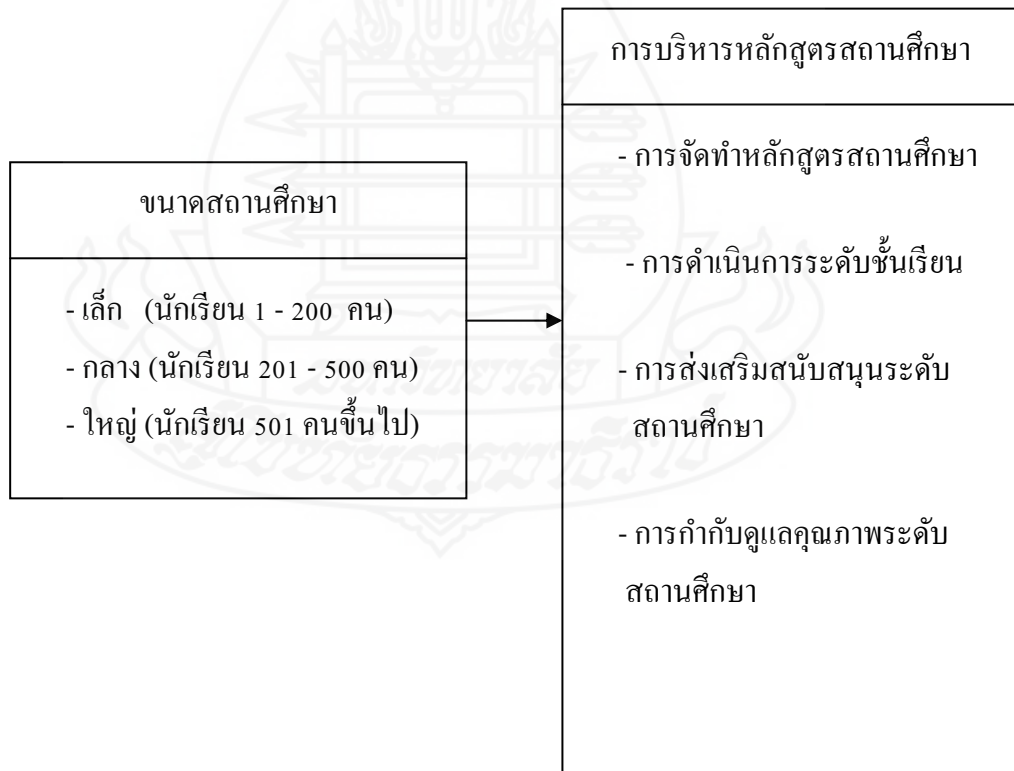 ขนาดสถานศึกษา
- เล็ก (นักเรียน 1 - 200 คน)
- กลาง (นักเรียน 201 - 500 คน)
- ใหญ่ (นักเรียน 501 คนขึ้นไป)
การบริหารหลักสูตรสถานศึกษา
- การจัดทำหลักสูตรสถานศึกษา
- การดำเนินการระดับชั้นเรียน
- การส่งเสริมสนับสนุนระดับ
สถานศึกษา
- การกำกับดูแลคุณภาพระดับ
สถานศึกษา